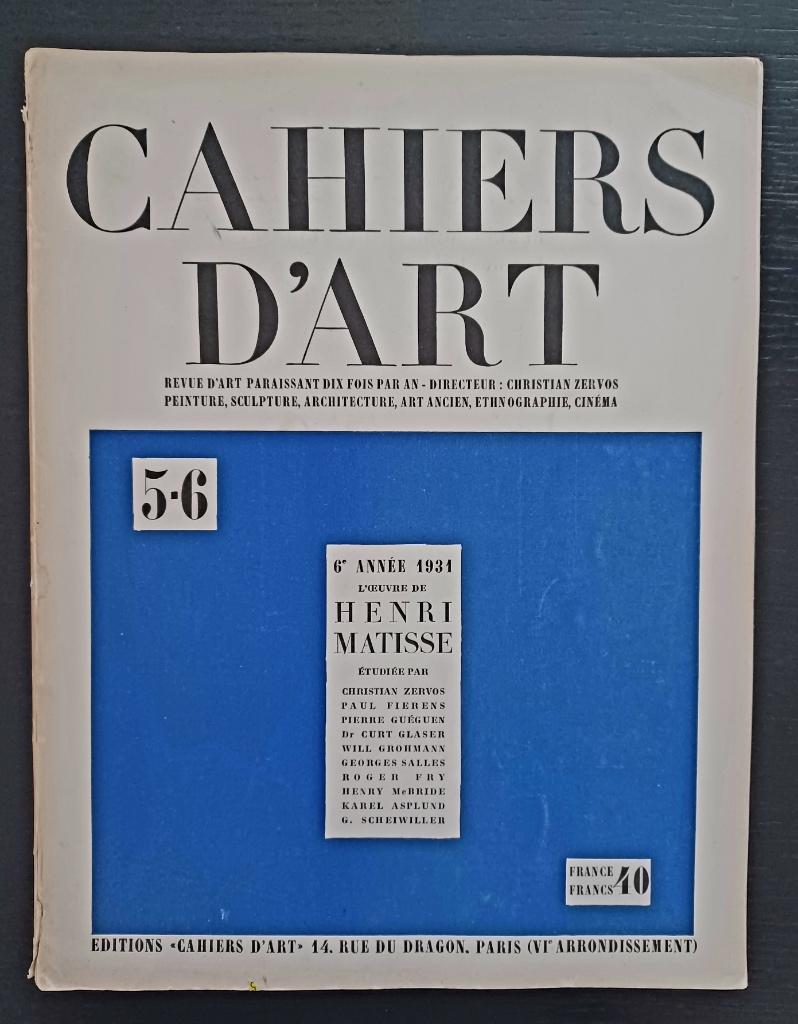 CAHIERS
D'ART
REVUE D'ART PARAISSANT DIX FOIS PAR AN - DIRECTEUR : CHRISTIAN ZERVOS
PEINTURE, SCULPTURE, ARCHITECTURE, ART ANCIEN, ETHNOGRAPHIE, CINÉMA
5-6
6e ANNÉE 1931
L'ŒUVRE DE
HENRI
MATISSE
ÉTUDIÉE PAR
CHRISTIAN ZERVOS
PAUL FIERENS
PIERRE GUÉGUEN
Dr CURT GLASER
WILL GROHMANN
GEORGES SALLES
ROGER FRY
HENRY McBRIDE
KAREL ASPLUND
G. SCHEIWILLER
FRANCE
FRANCS 40
EDITIONS «CAHIERS D'ART» 14, RUE DU DRAGON, PARIS (VIe ARRONDISSEMENT)